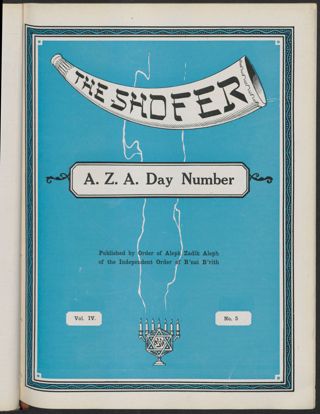 THE SHOFER
A. Z. A. Day Number
Published by Order of Aleph Zadik Aleph
of the Independent Order of B'nai B'rith
Vol. IV.
No. 5